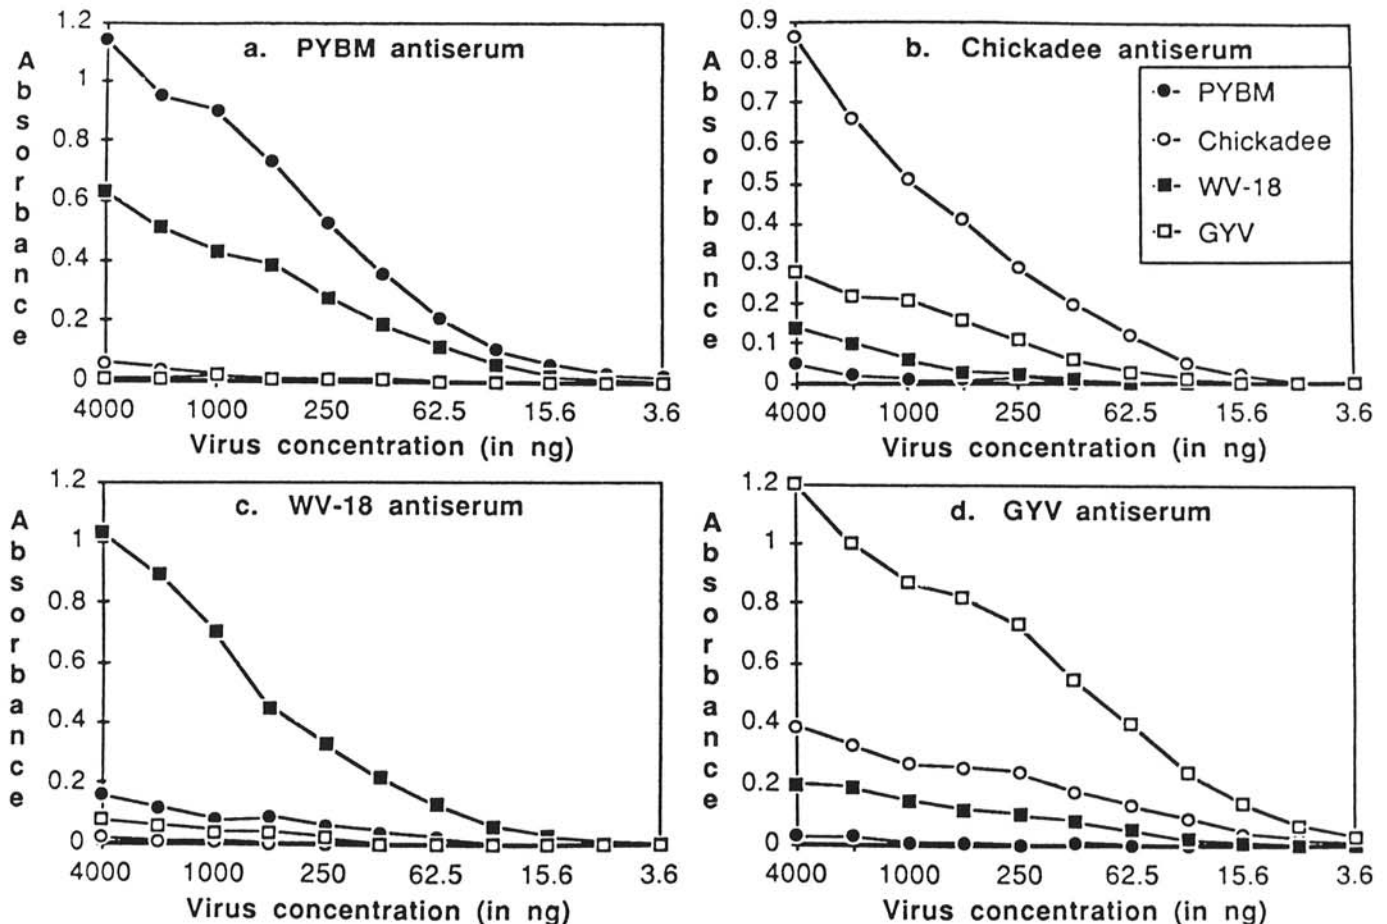 a. PYBM antiserum
Absorbance
1.2
1
0.8
0.6
0.4
0.2
0
4000 1000 250 62.5 15.6 3.6
Virus concentration (in ng)
b. Chickadee antiserum
Absorbance
0.9
0.8
0.7
0.6
0.5
0.4
0.3
0.2
0.1
0
PYBM
Chickadee
WV-18
GYV
4000 1000 250 62.5 15.6 3.6
Virus concentration (in ng)
c. WV-18 antiserum
Absorbance
1.2
1
0.8
0.6
0.4
0.2
0
4000 1000 250 62.5 15.6 3.6
Virus concentration (in ng)
d. GYV antiserum
Absorbance
1.2
1
0.8
0.6
0.4
0.2
0
4000 1000 250 62.5 15.6 3.6
Virus concentration (in ng)